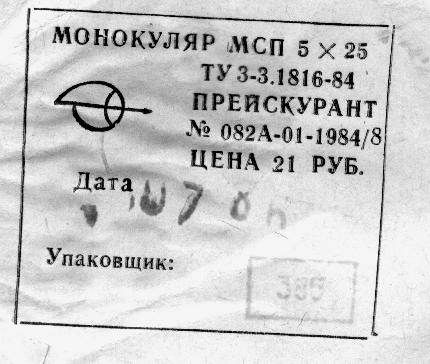 МОНОКУЛЯР МСП 5×25
ТУ 3-3.1816-84
ПРЕЙСКУРАНТ
№ 082А-01-1984/8
ЦЕНА 21 РУБ.
Дата
Упаковщик: